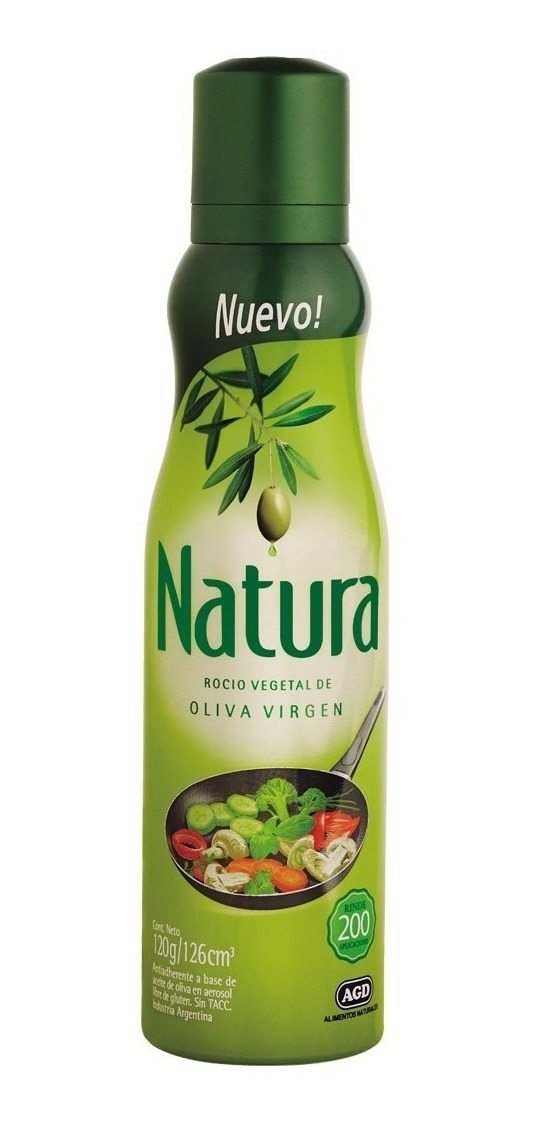 Nuevo!
Natura
ROCIO VEGETAL DE
OLIVA VIRGEN
RINDE
200
APLICACIONES
Cont. Neto
120g/126cm³
Antiadherente a base de
aceite de oliva en aerosol
libre de gluten. Sin TACC.
Industria Argentina
AGD
ALIMENTOS NATURALES